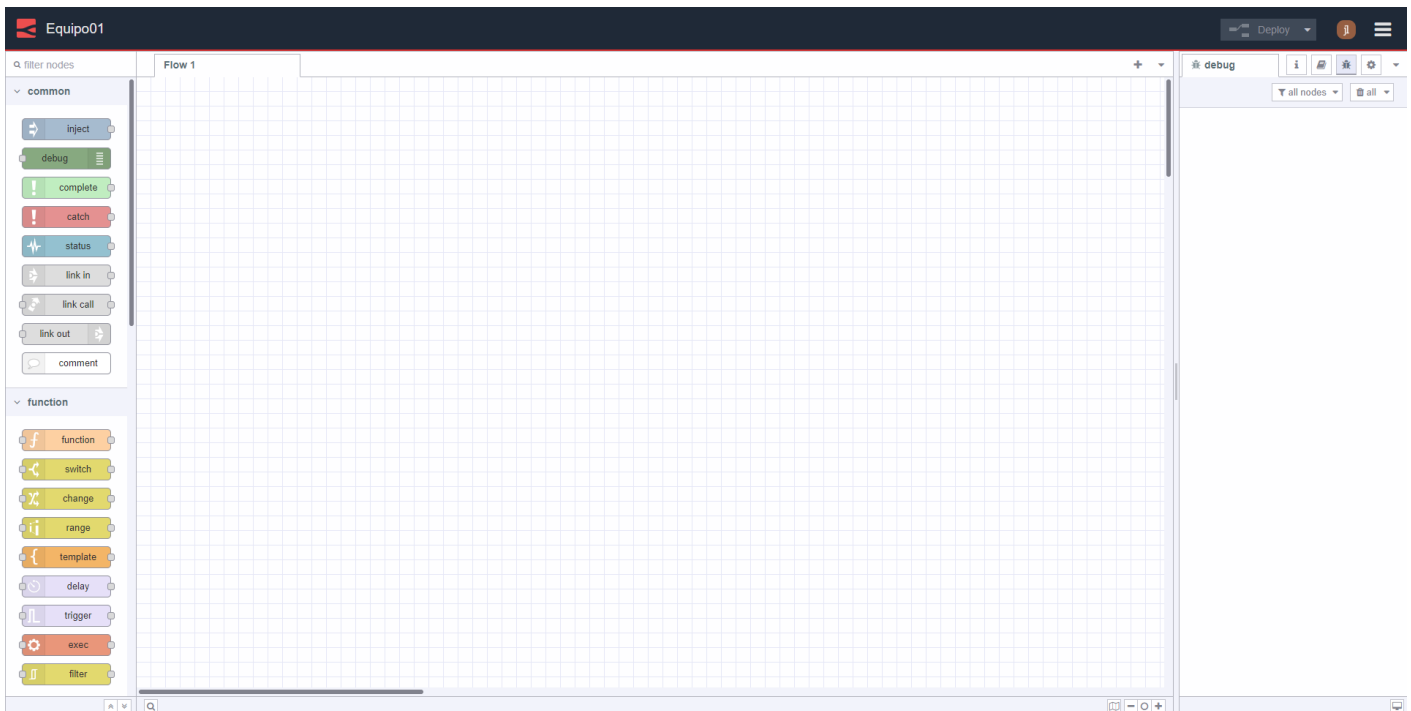 Equipo01
Deploy
jl
filter nodes
Flow 1
debug
i
all nodes
all
common
inject
debug
complete
catch
status
link in
link call
link out
comment
function
function
switch
change
range
template
delay
trigger
exec
filter